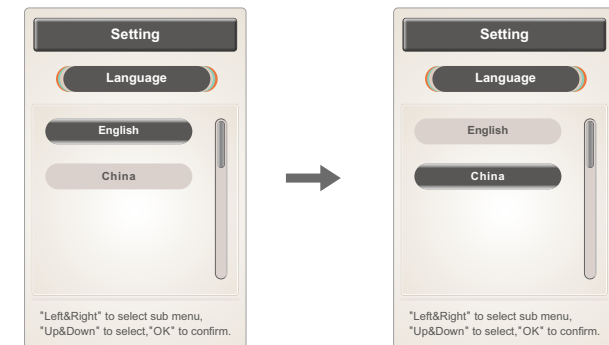 Setting
Language
English
China
"Left&Right" to select sub menu,
"Up&Down" to select,"OK" to confirm.
Setting
Language
English
China
"Left&Right" to select sub menu,
"Up&Down" to select,"OK" to confirm.